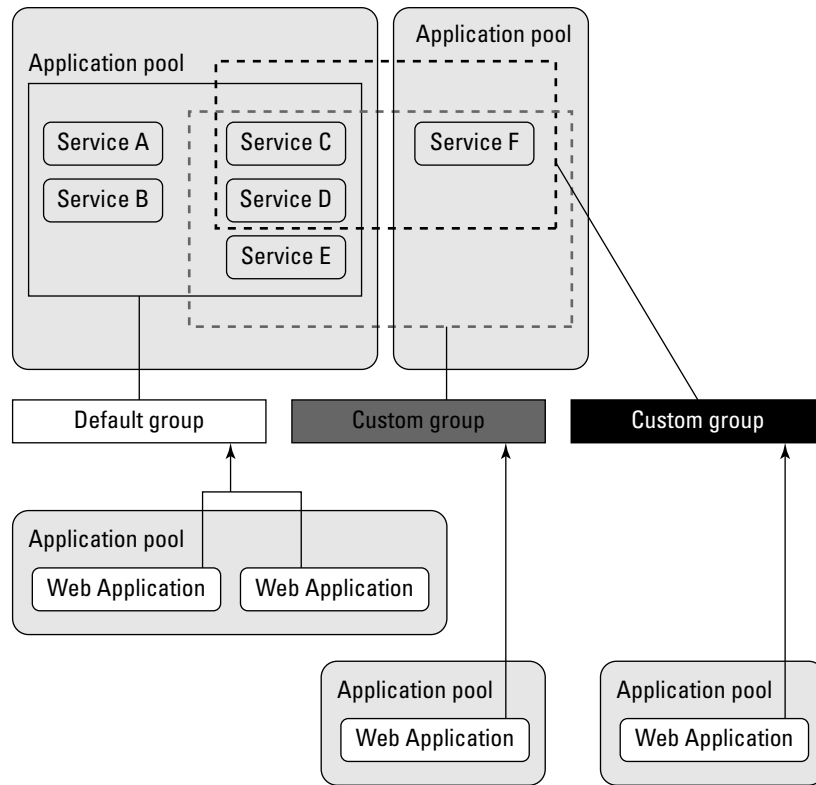 Application pool
Application pool
Service A
Service C
Service F
Service B
Service D
Service E
Default group
Custom group
Custom group
Application pool
Web Application
Web Application
Application pool
Application pool
Web Application
Web Application